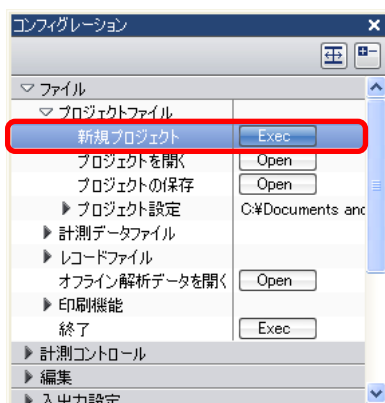 コンフィグレーション
ファイル
プロジェクトファイル
新規プロジェクト Exec
プロジェクトを開く Open
プロジェクトの保存 Open
プロジェクト設定 C:¥Documents and
計測データファイル
レコードファイル
オフライン解析データを開く Open
印刷機能
終了 Exec
計測コントロール
編集
入出力設定